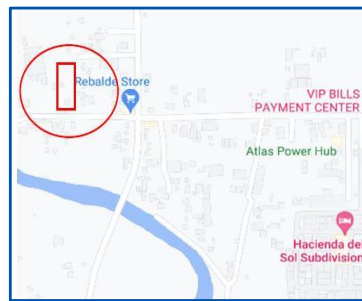 Rebalde Store
VIP BILLS
PAYMENT CENTER
Atlas Power Hub
Hacienda del
Sol Subdivision